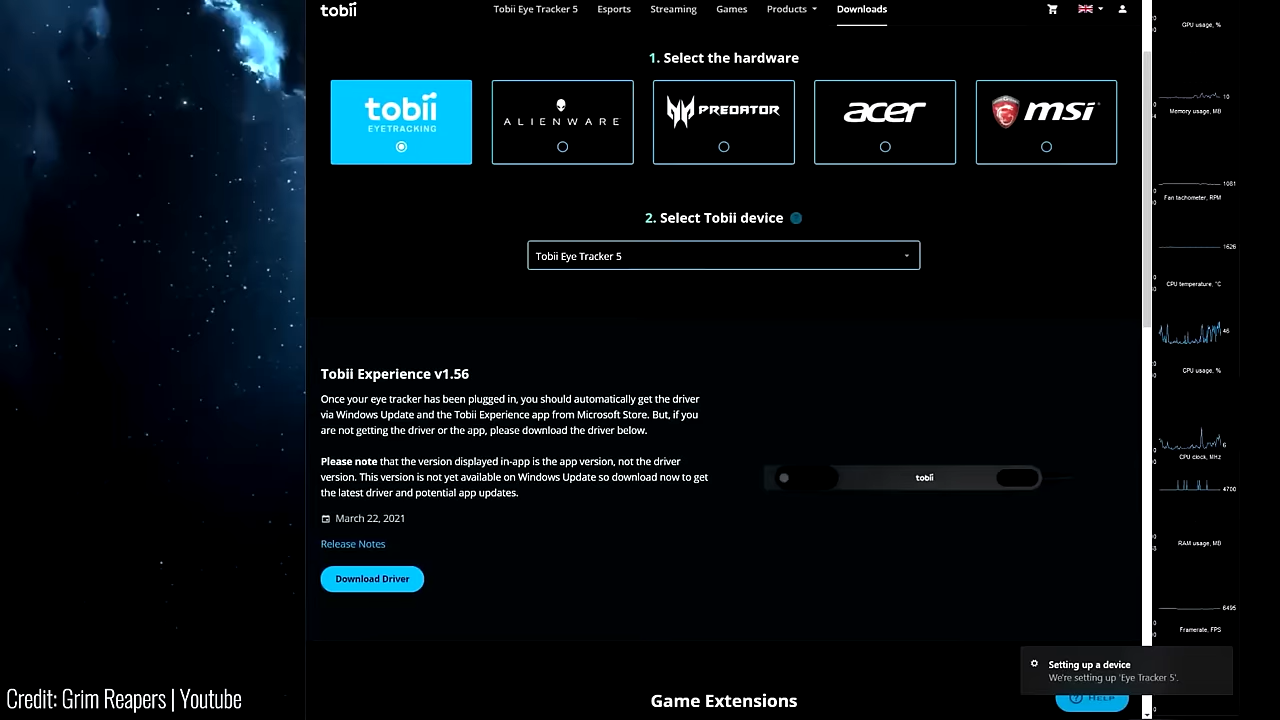 tobii
Tobii Eye Tracker 5 Esports Streaming Games Products Downloads
1. Select the hardware
tobii
EYETRACKING
ALIENWARE
PREDATOR
acer
msi
2. Select Tobii device
Tobii Eye Tracker 5
Tobii Experience v1.56
Once your eye tracker has been plugged in, you should automatically get the driver
via Windows Update and the Tobii Experience app from Microsoft Store. But, if you
are not getting the driver or the app, please download the driver below.
Please note that the version displayed in-app is the app version, not the driver
version. This version is not yet available on Windows Update so download now to get
the latest driver and potential app updates.
March 22, 2021
Release Notes
Download Driver
tobii
Game Extensions
Setting up a device
We're setting up 'Eye Tracker 5'.
HELP
GPU usage, %
10
Memory usage, MB
1081
Fan tachometer, RPM
1626
CPU temperature, °C
46
CPU usage, %
6
CPU clock, MHz
4700
RAM usage, MB
6495
Framerate, FPS
Credit: Grim Reapers | Youtube